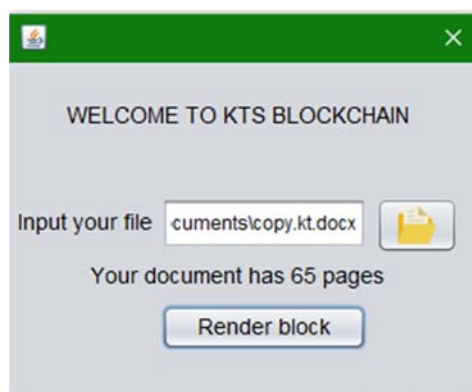 WELCOME TO KTS BLOCKCHAIN
Input your file cuments\copy.kt.docx
Your document has 65 pages
Render block